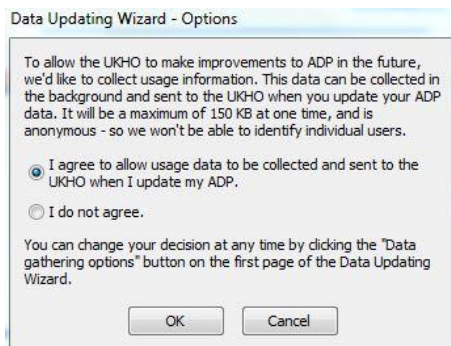 Data Updating Wizard - Options
To allow the UKHO to make improvements to ADP in the future,
we'd like to collect usage information. This data can be collected in
the background and sent to the UKHO when you update your ADP
data. It will be a maximum of 150 KB at one time, and is
anonymous - so we won't be able to identify individual users.
I agree to allow usage data to be collected and sent to the
UKHO when I update my ADP.
I do not agree.
You can change your decision at any time by clicking the "Data
gathering options" button on the first page of the Data Updating
Wizard.
OK Cancel